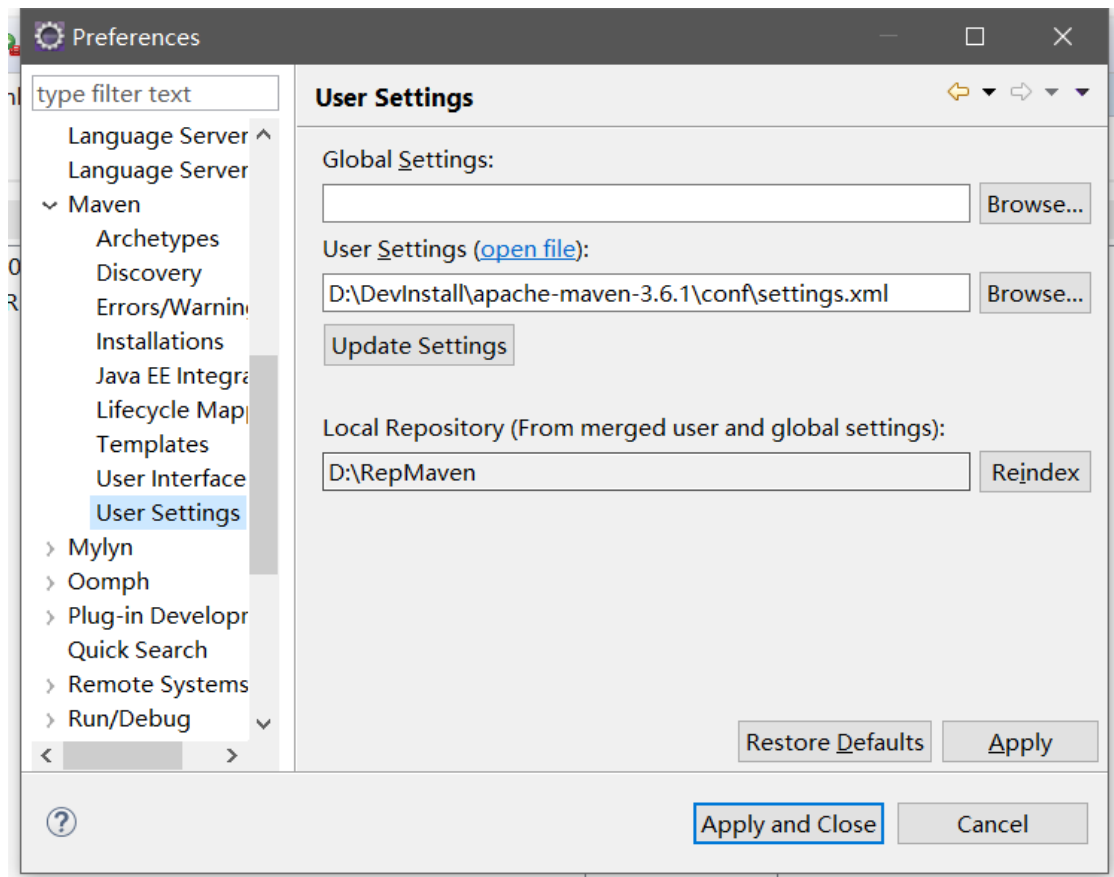 Preferences
type filter text
Language Server
Language Server
Maven
Archetypes
Discovery
Errors/Warnin
Installations
Java EE Integra
Lifecycle Map
Templates
User Interface
User Settings
Mylyn
Oomph
Plug-in Develop
Quick Search
Remote Systems
Run/Debug
User Settings
Global Settings:
Browse...
User Settings (open file):
D:\DevInstall\apache-maven-3.6.1\conf\settings.xml
Browse...
Update Settings
Local Repository (From merged user and global settings):
D:\RepMaven
Reindex
Restore Defaults
Apply
?
Apply and Close
Cancel